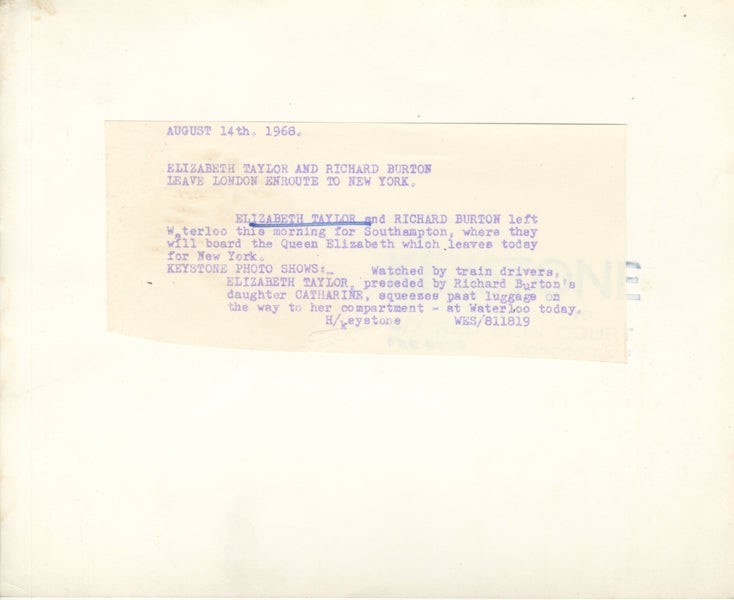 AUGUST 14th. 1968.
ELIZABETH TAYLOR AND RICHARD BURTON
LEAVE LONDON ENROUTE TO NEW YORK.
ELIZABETH TAYLOR and RICHARD BURTON left
Waterloo this morning for Southampton, where they
will board the Queen Elizabeth which leaves today
for New York.
KEYSTONE PHOTO SHOWS:- Watched by train drivers,
ELIZABETH TAYLOR, preceded by Richard Burton's
daughter CATHARINE, squeezes past luggage on
the way to her compartment - at Waterloo today.
H/keystone WES/811819